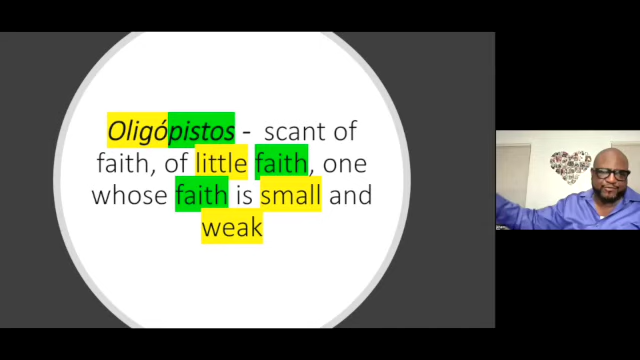 Oligópistos - scant of
faith, of little faith, one
whose faith is small and
weak